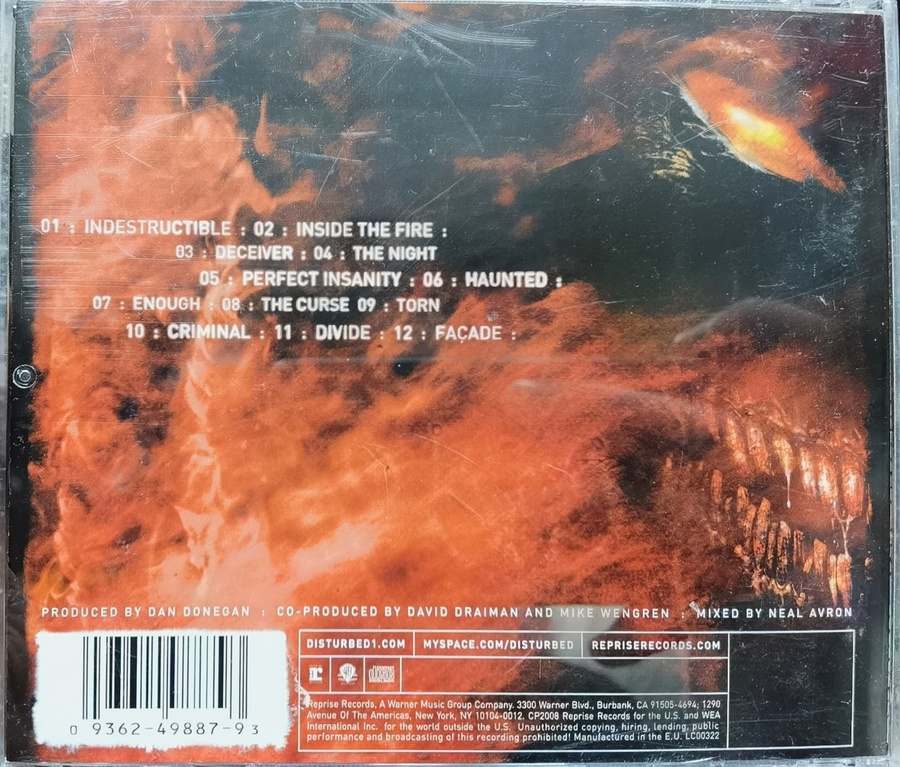 01 : INDESTRUCTIBLE : 02 : INSIDE THE FIRE :
03 : DECEIVER : 04 : THE NIGHT
05 : PERFECT INSANITY : 06 : HAUNTED :
07 : ENOUGH : 08 : THE CURSE 09 : TORN
10 : CRIMINAL : 11 : DIVIDE : 12 : FAÇADE :
PRODUCED BY DAN DONEGAN : CO-PRODUCED BY DAVID DRAIMAN AND MIKE WENGREN : MIXED BY NEAL AVRON
DISTURBED1.COM MYSPACE.COM/DISTURBED REPRISERECORDS.COM
Reprise Records, A Warner Music Group Company. 3300 Warner Blvd., Burbank, CA 91505-4694; 1290
Avenue Of The Americas, New York, NY 10104-0012. CP2008 Reprise Records for the U.S. and WEA
International Inc. for the world outside the U.S. Unauthorized copying, hiring, lending, public
performance and broadcasting of this recording prohibited! Manufactured in the E.U. LC00322
0 9362-49887-9 3